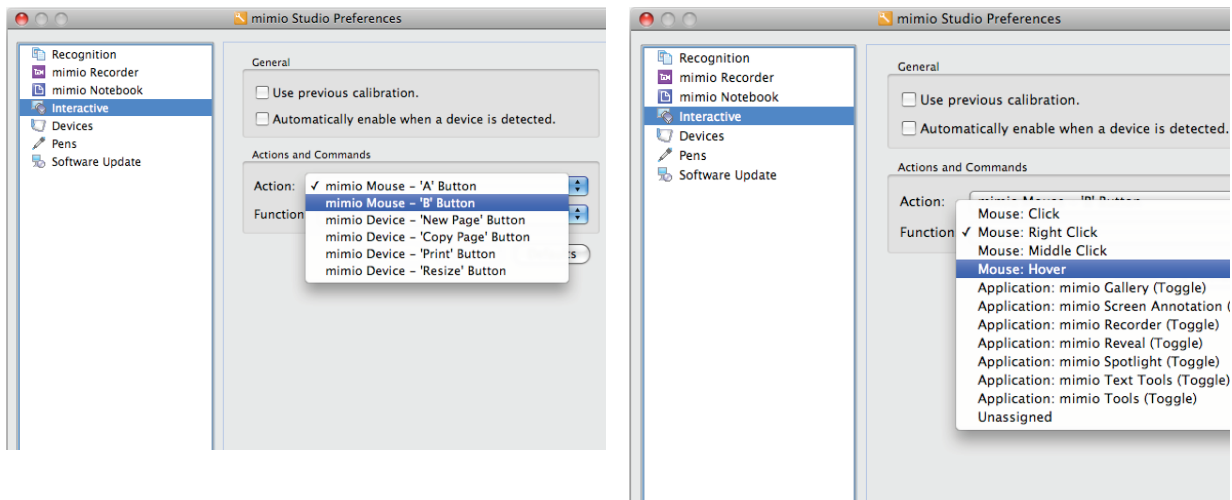 mimio Studio Preferences
Recognition
mimio Recorder
mimio Notebook
Interactive
Devices
Pens
Software Update
General
Use previous calibration.
Automatically enable when a device is detected.
Actions and Commands
Action:
✓ mimio Mouse – 'A' Button
mimio Mouse – 'B' Button
Function
mimio Device – 'New Page' Button
mimio Device – 'Copy Page' Button
mimio Device – 'Print' Button
mimio Device – 'Resize' Button
mimio Studio Preferences
Recognition
mimio Recorder
mimio Notebook
Interactive
Devices
Pens
Software Update
General
Use previous calibration.
Automatically enable when a device is detected.
Actions and Commands
Action:
Function
Mouse: Click
✓ Mouse: Right Click
Mouse: Middle Click
Mouse: Hover
Application: mimio Gallery (Toggle)
Application: mimio Screen Annotation (
Application: mimio Recorder (Toggle)
Application: mimio Reveal (Toggle)
Application: mimio Spotlight (Toggle)
Application: mimio Text Tools (Toggle)
Application: mimio Tools (Toggle)
Unassigned